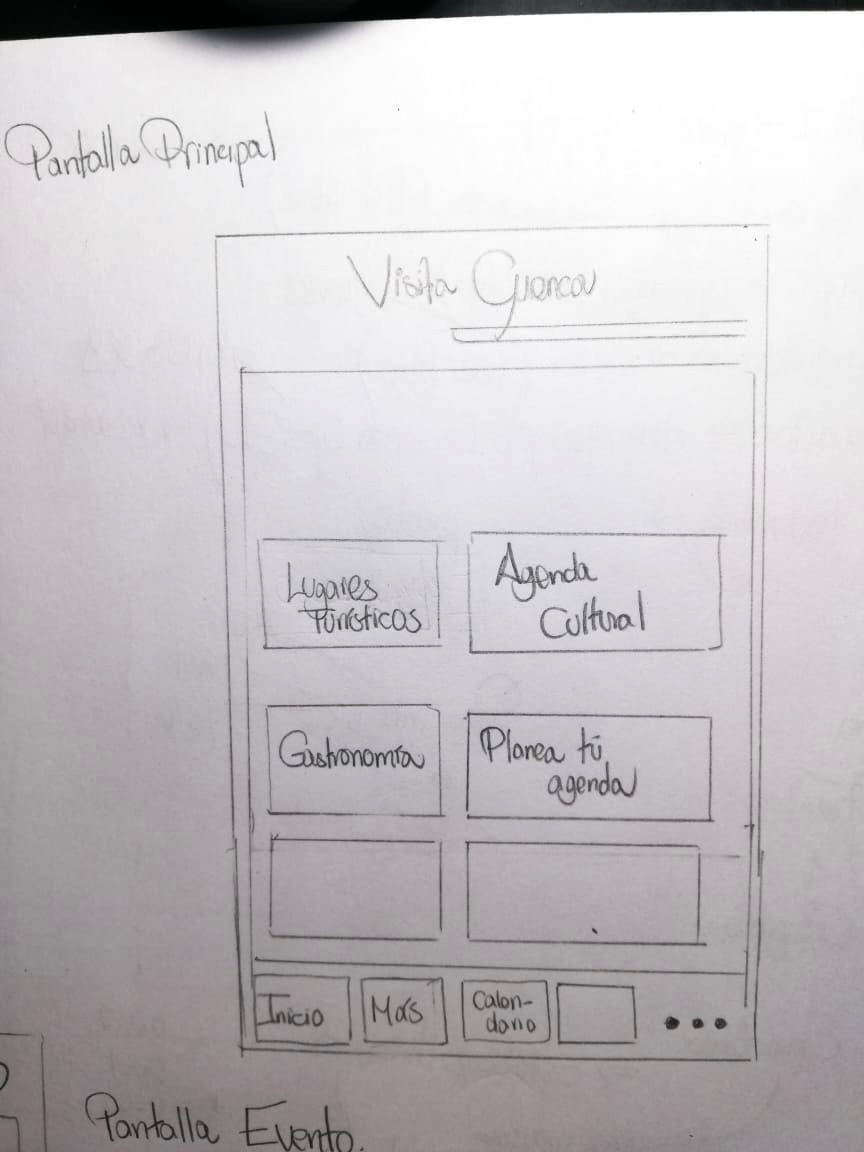 Pantalla Principal
Visita Cuenca
Lugares
Turísticos
Agenda
Cultural
Gastronomía
Planea tú
agenda
Inicio
Más
Calen-
dario
Pantalla Evento.